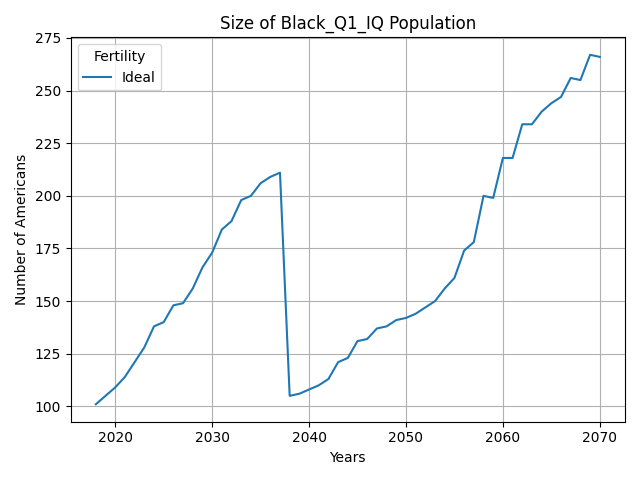 Size of Black_Q1_IQ Population
Fertility
Ideal
Number of Americans
275
250
225
200
175
150
125
100
2020 2030 2040 2050 2060 2070
Years